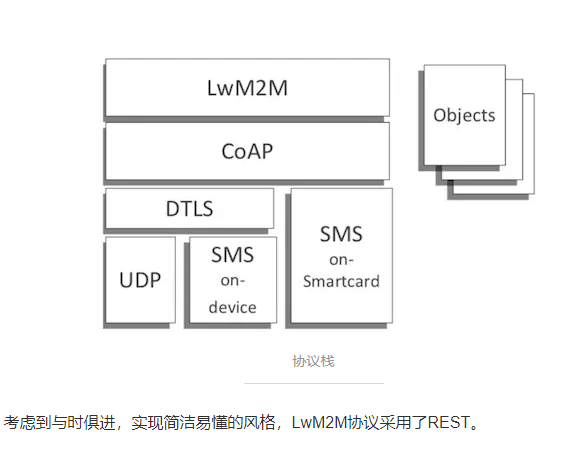 LwM2M
Objects
CoAP
DTLS
UDP
SMS
on-
device
SMS
on-
Smartcard
协议栈
考虑到与时俱进，实现简洁易懂的风格，LwM2M协议采用了REST。